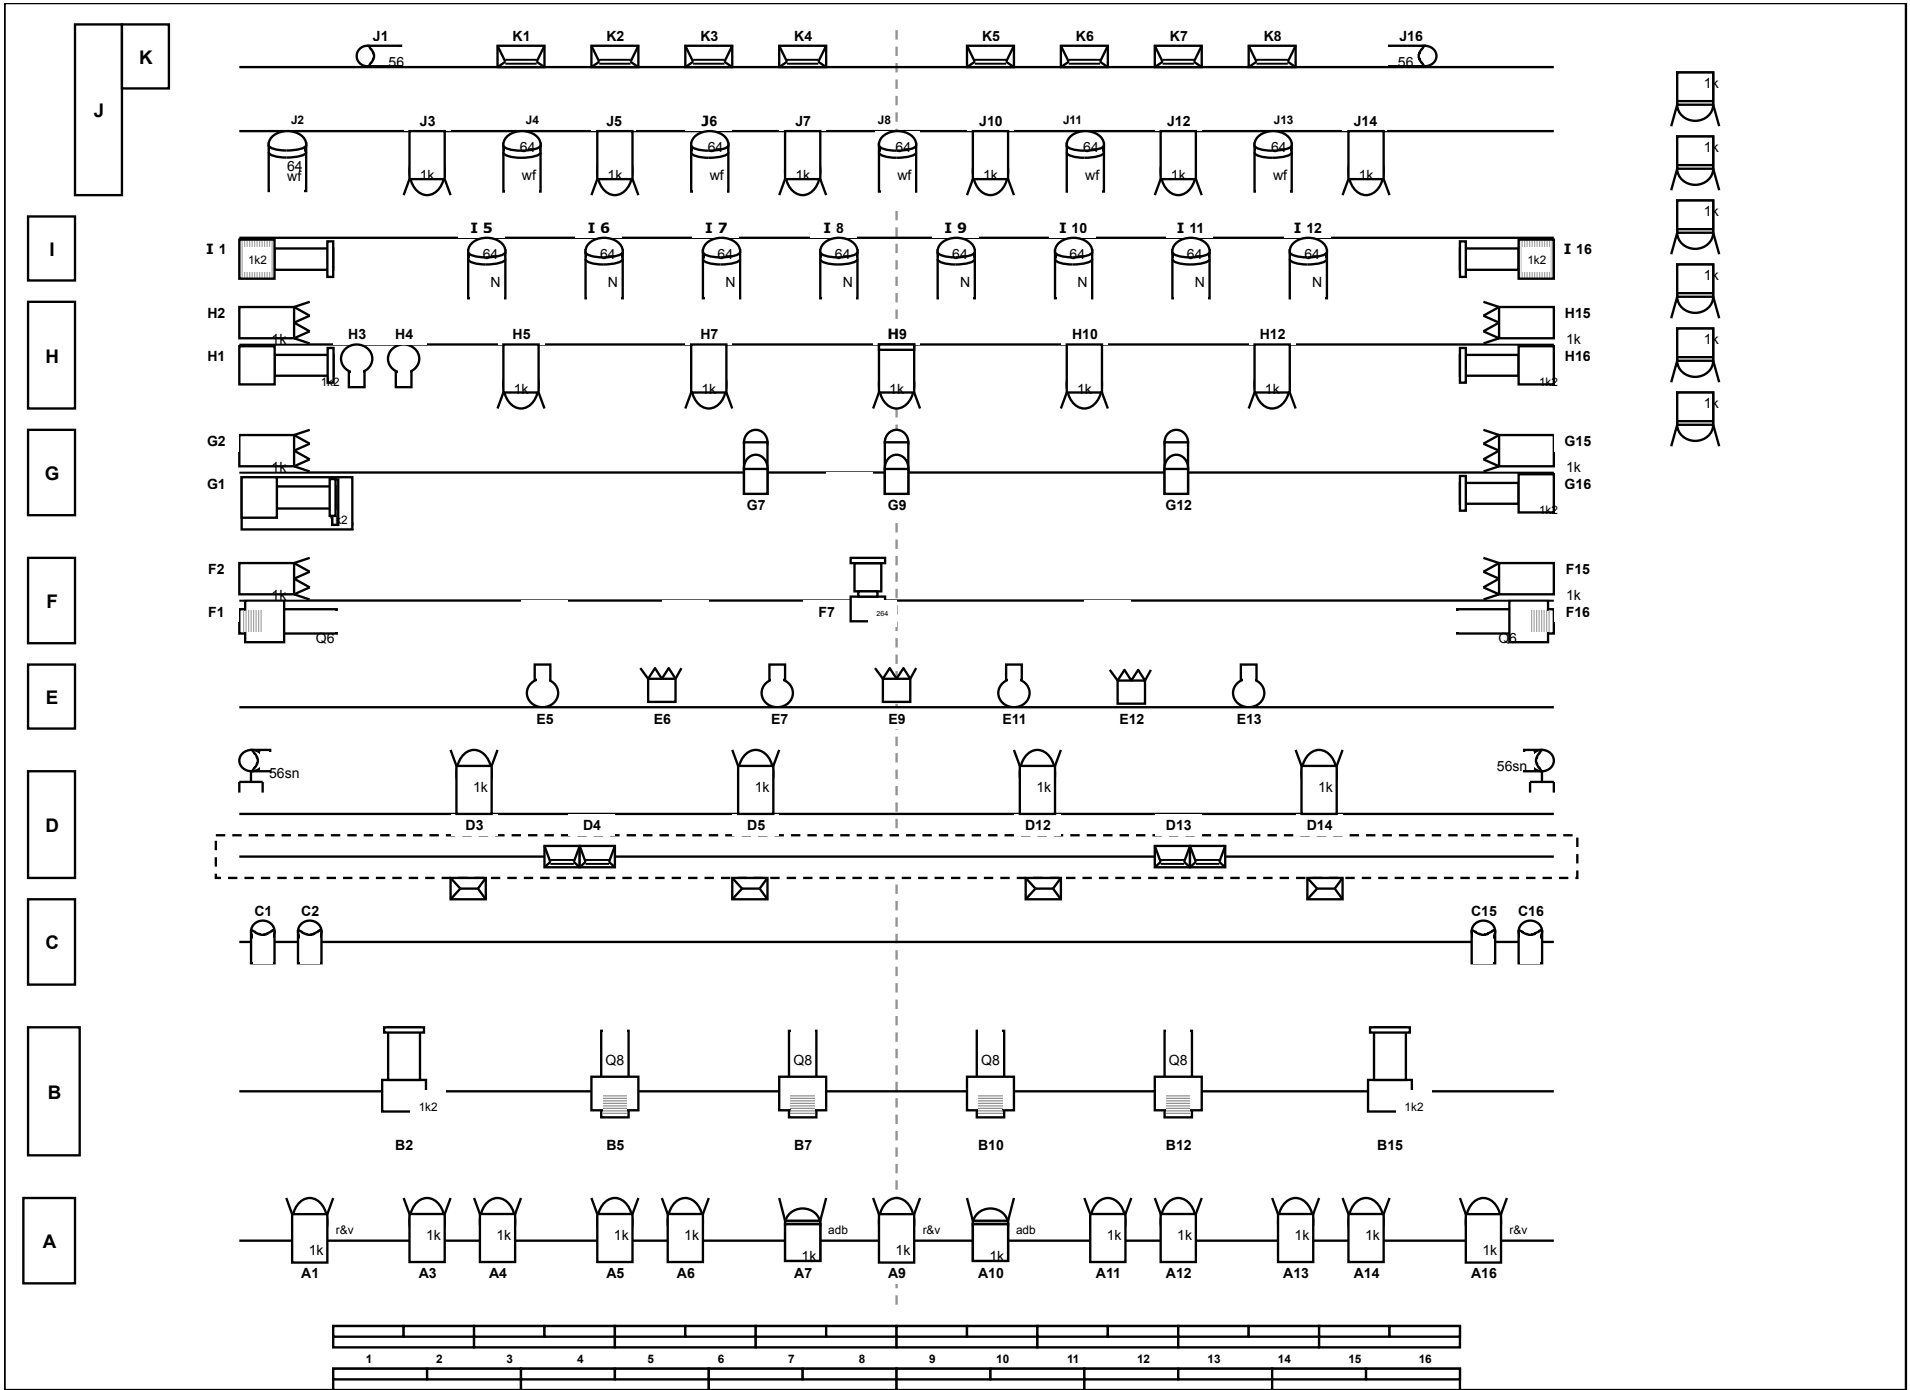 J1 K1 K2 K3 K4 K5 K6 K7 K8 J16
K 56 56
1k
J
J2 J3 J4 J5 J6 J7 J8 J10 J11 J12 J13 J14
64 64 64 64 64 64 1k
wf 1k wf 1k wf 1k wf 1k wf 1k wf 1k
1k
I 5 I 6 I 7 I 8 I 9 I 10 I 11 I 12
I I 1 1k2 64 64 64 64 64 64 64 64 1k2 I 16
N N N N N N N N 1k
H2 H15
1k H3 H4 H5 H7 H9 H10 H12 1k 1k
H H1 H16
1k2 1k 1k 1k 1k 1k 1k2
1k
G2 G15
1k 1k
G G1 G16
1k2 G7 G9 G12 1k2
F2 F15
1k 1k
F F1 F7 264 F16
Q6 Q6
E
E5 E6 E7 E9 E11 E12 E13
56sn 56sn
1k 1k 1k 1k
D D3 D4 D5 D12 D13 D14
C1 C2 C15 C16
C
Q8 Q8 Q8 Q8
B 1k2 1k2
B2 B5 B7 B10 B12 B15
r&v 1k 1k 1k 1k adb r&v adb 1k 1k 1k 1k r&v
A 1k 1k 1k 1k 1k
A1 A3 A4 A5 A6 A7 A9 A10 A11 A12 A13 A14 A16
1 2 3 4 5 6 7 8 9 10 11 12 13 14 15 16